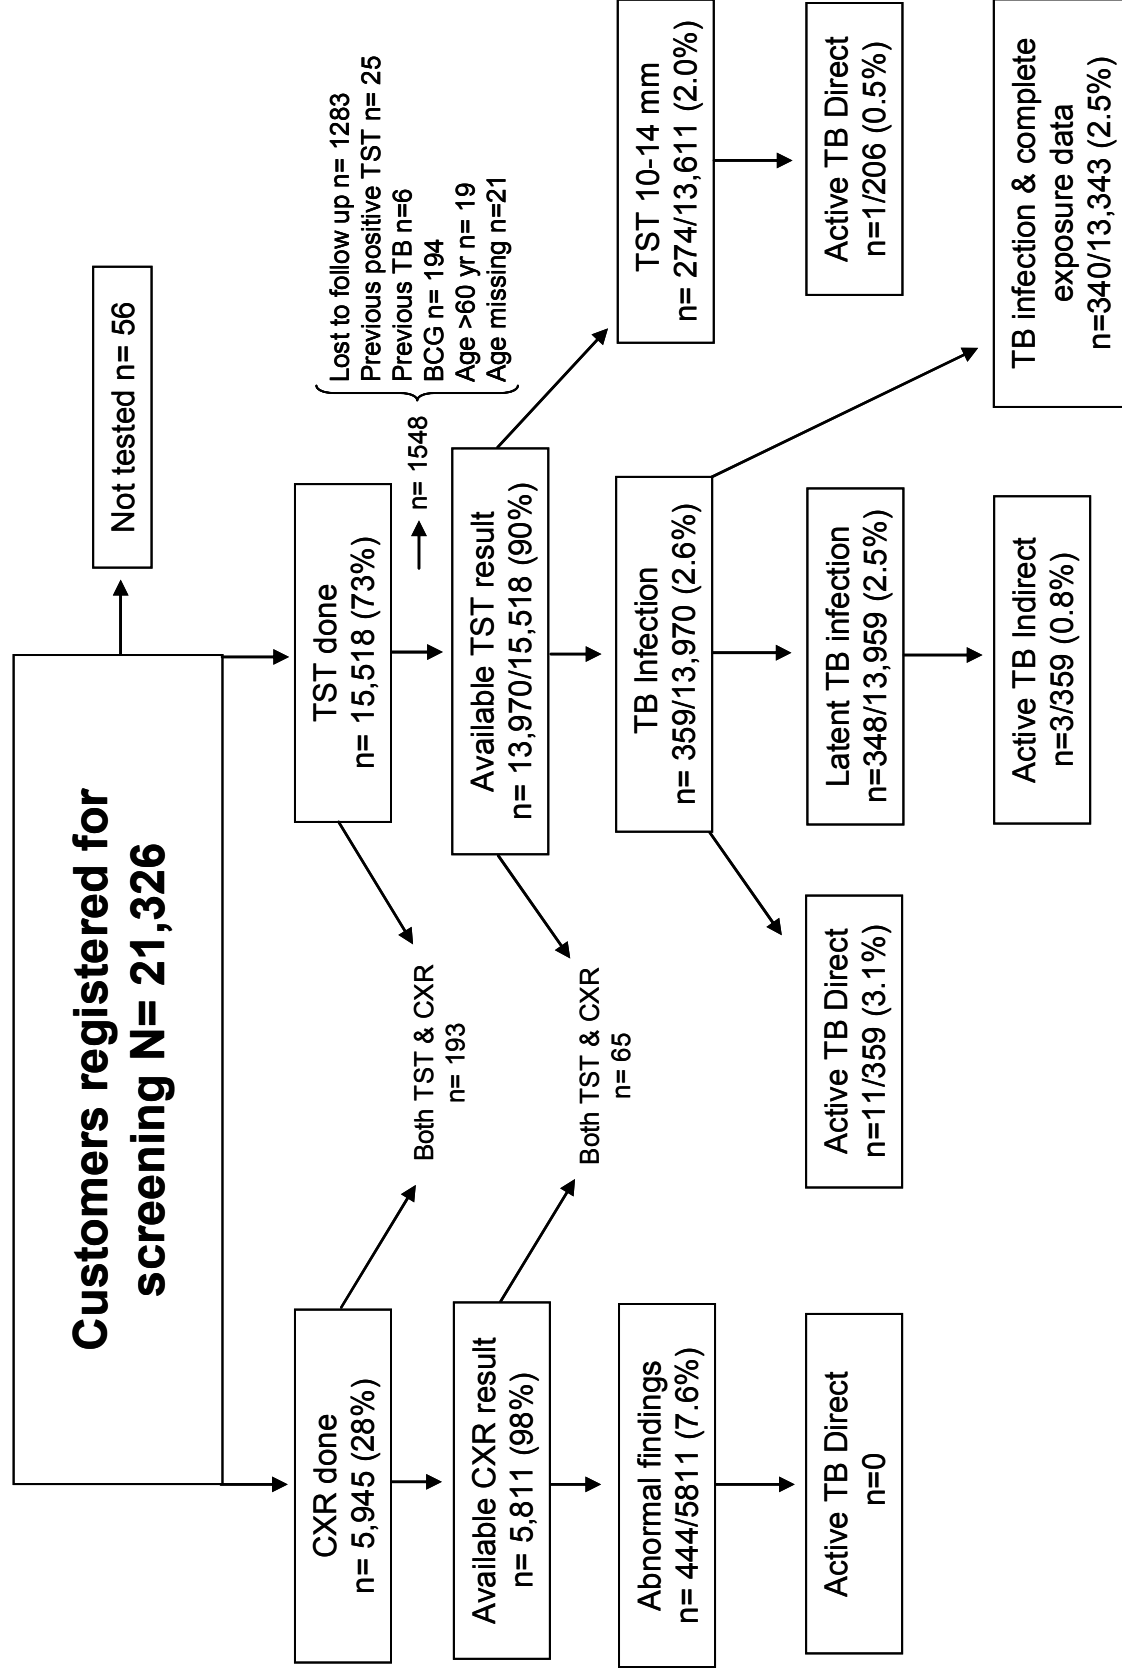 Customers registered for
screening N= 21,326
Not tested n= 56
CXR done
n= 5,945 (28%)
TST done
n= 15,518 (73%)
Both TST & CXR
n= 193
n= 1548
Lost to follow up n= 1283
Previous positive TST n= 25
Previous TB n=6
BCG n= 194
Age >60 yr n= 19
Age missing n=21
Available CXR result
n= 5,811 (98%)
Available TST result
n= 13,970/15,518 (90%)
Both TST & CXR
n= 65
Abnormal findings
n= 444/5811 (7.6%)
TB Infection
n= 359/13,970 (2.6%)
TST 10-14 mm
n= 274/13,611 (2.0%)
Active TB Direct
n=0
Active TB Direct
n=11/359 (3.1%)
Latent TB infection
n=348/13,959 (2.5%)
Active TB Direct
n=1/206 (0.5%)
Active TB Indirect
n=3/359 (0.8%)
TB infection & complete
exposure data
n=340/13,343 (2.5%)